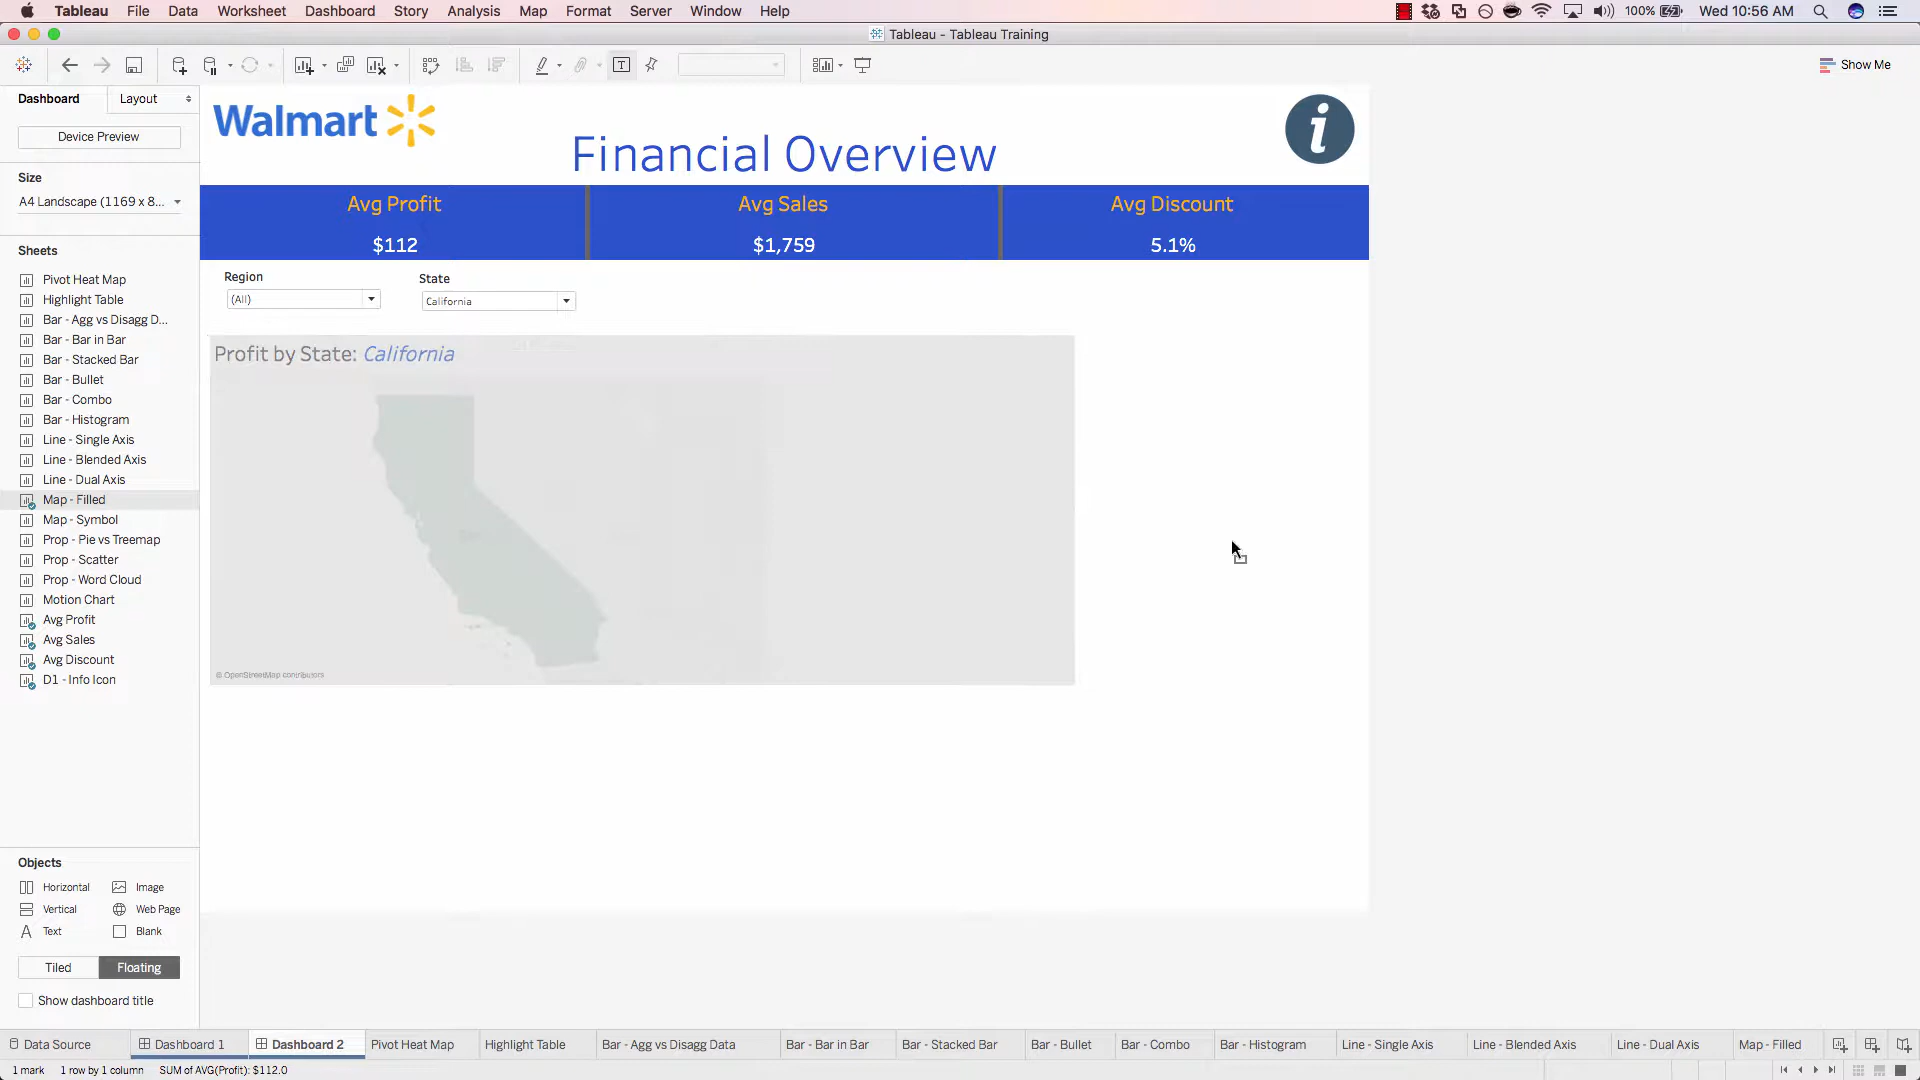 Tableau File Data Worksheet Dashboard Story Analysis Map Format Server Window Help 100% Wed 10:56 AM
Tableau - Tableau Training
Show Me
Dashboard Layout
Device Preview
Size
A4 Landscape (1169 x 8...
Sheets
Pivot Heat Map
Highlight Table
Bar - Agg vs Disagg D...
Bar - Bar in Bar
Bar - Stacked Bar
Bar - Bullet
Bar - Combo
Bar - Histogram
Line - Single Axis
Line - Blended Axis
Line - Dual Axis
Map - Filled
Map - Symbol
Prop - Pie vs Treemap
Prop - Scatter
Prop - Word Cloud
Motion Chart
Avg Profit
Avg Sales
Avg Discount
D1 - Info Icon
Objects
Horizontal Image
Vertical Web Page
A Text Blank
Tiled Floating
Show dashboard title
Walmart
Financial Overview
i
Avg Profit Avg Sales Avg Discount
$112 $1,759 5.1%
Region State
(All) California
Profit by State: California
© OpenStreetMap contributors
Data Source Dashboard 1 Dashboard 2 Pivot Heat Map Highlight Table Bar - Agg vs Disagg Data Bar - Bar in Bar Bar - Stacked Bar Bar - Bullet Bar - Combo Bar - Histogram Line - Single Axis Line - Blended Axis Line - Dual Axis Map - Filled
1 mark 1 row by 1 column SUM of AVG(Profit): $112.0